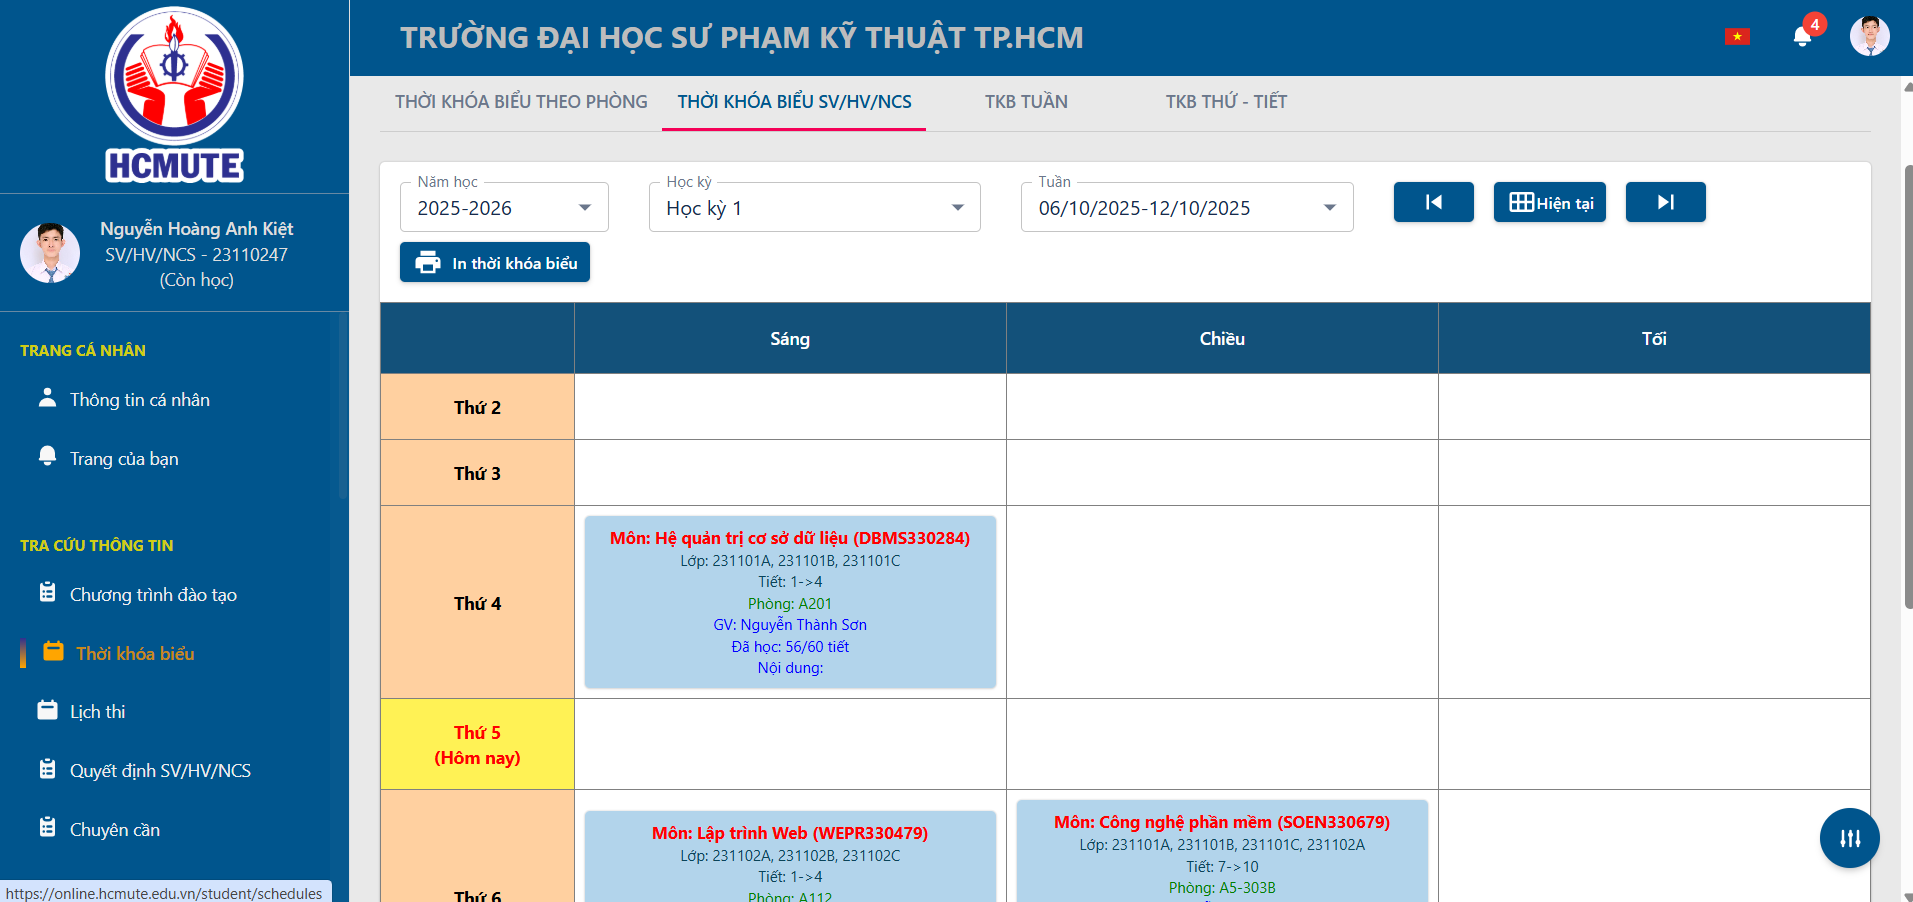 HCMUTE
Nguyễn Hoàng Anh Kiệt
SV/HV/NCS - 23110247
(Còn học)
TRANG CÁ NHÂN
Thông tin cá nhân
Trang của bạn
TRA CỨU THÔNG TIN
Chương trình đào tạo
Thời khóa biểu
Lịch thi
Quyết định SV/HV/NCS
Chuyên cần
https://online.hcmute.edu.vn/student/schedules
TRƯỜNG ĐẠI HỌC SƯ PHẠM KỸ THUẬT TP.HCM
4
THỜI KHÓA BIỂU THEO PHÒNG
THỜI KHÓA BIỂU SV/HV/NCS
TKB TUẦN
TKB THỨ - TIẾT
Năm học
2025-2026
Học kỳ
Học kỳ 1
Tuần
06/10/2025-12/10/2025
Hiện tại
In thời khóa biểu
Sáng
Chiều
Tối
Thứ 2
Thứ 3
Thứ 4
Môn: Hệ quản trị cơ sở dữ liệu (DBMS330284)
Lớp: 231101A, 231101B, 231101C
Tiết: 1->4
Phòng: A201
GV: Nguyễn Thành Sơn
Đã học: 56/60 tiết
Nội dung:
Thứ 5
(Hôm nay)
Thứ 6
Môn: Lập trình Web (WEPR330479)
Lớp: 231102A, 231102B, 231102C
Tiết: 1->4
Phòng: A112
Môn: Công nghệ phần mềm (SOEN330679)
Lớp: 231101A, 231101B, 231101C, 231102A
Tiết: 7->10
Phòng: A5-303B